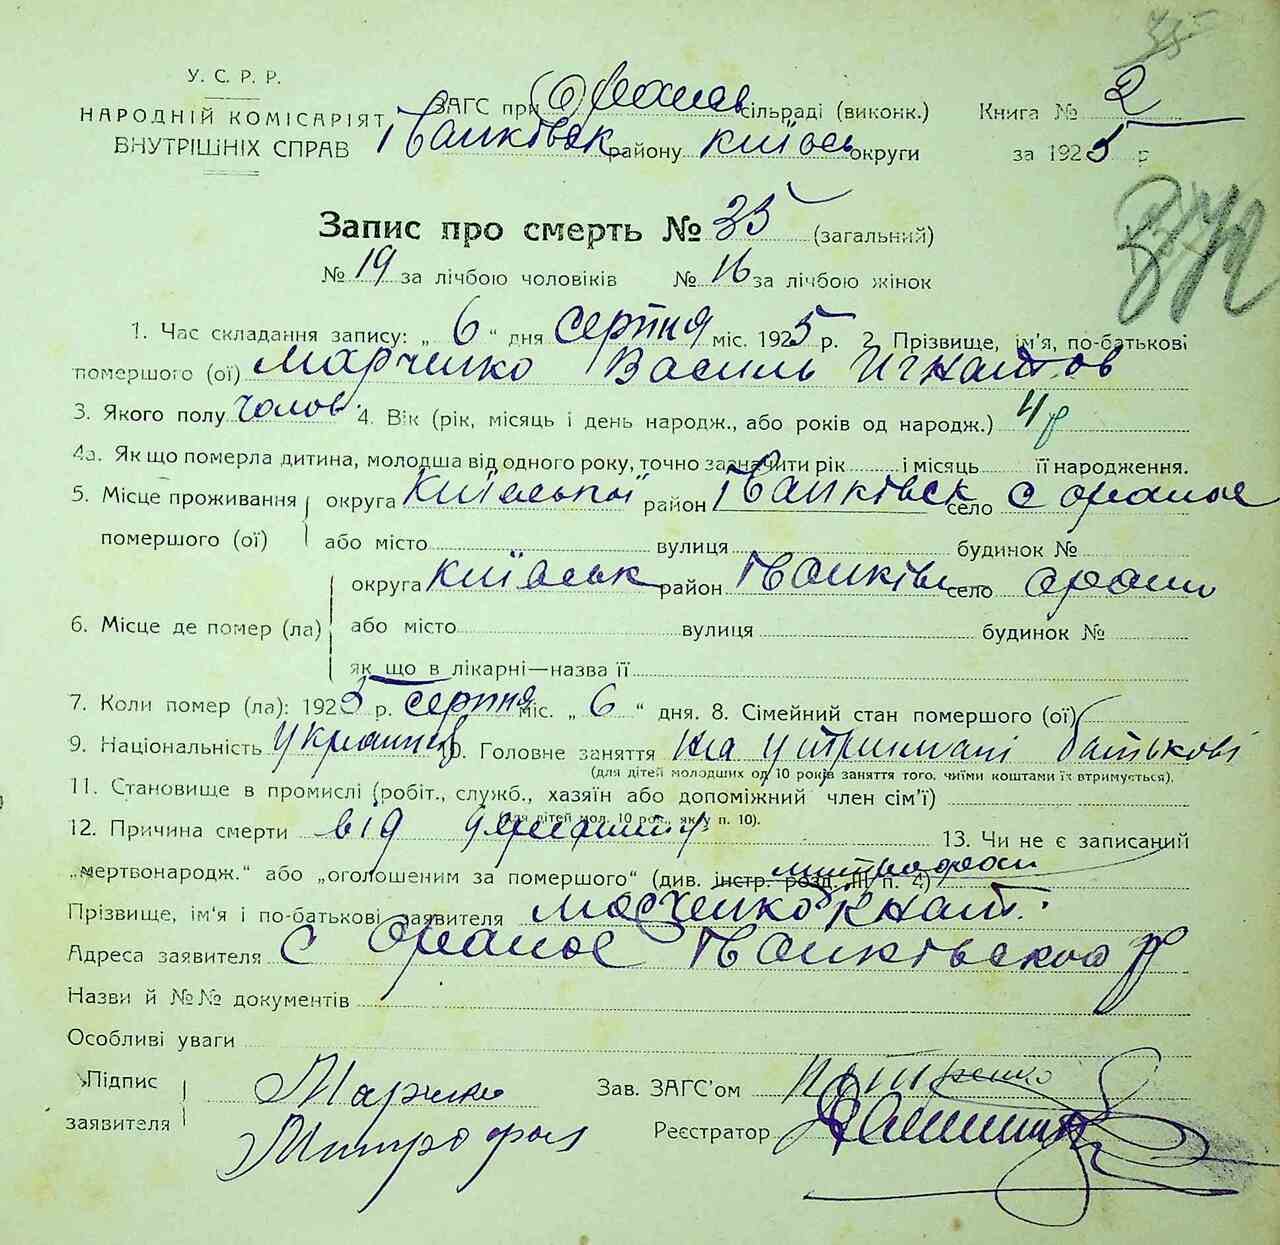 35
У. С. Р. Р.
НАРОДНІЙ КОМІСАРІЯТ
ВНУТРІШНІХ СПРАВ
ЗАГС при сільраді (виконк.)
Іванківськ району київськ округи
Книга № 2
за 1925 р
Запис про смерть № 35 (загальний)
№ 19 за лічбою чоловіків № 16 за лічбою жінок
1. Час складання запису: „ 6 “ дня серпня міс. 1925 р. 2. Прізвище, ім'я, по-батькові
помершого (ої) Марченко Василь Игнатов
3. Якого полу чолов. 4. Вік (рік, місяць і день народж., або років од народж.) 4 р
4а. Як що померла дитина, молодша від одного року, точно зазначити рік і місяць її народження.
5. Місце проживання помершого (ої) округа Київської район Іванківськ село с Оране
або місто вулиця будинок №
6. Місце де помер (ла) округа Київськ район Іванків село Орани
або місто вулиця будинок №
як що в лікарні—назва її
7. Коли помер (ла): 1925 р. серпня міс. „ 6 “ дня. 8. Сімейний стан помершого (ої)
9. Національність 10. Головне заняття на утриманні батькові
(для дітей молодших од 10 років заняття того, чиїми коштами їх втримується).
11. Становище в промислі (робіт., служб., хазяїн або допоміжний член сім'ї)
(для дітей мол. 10 рок., як у п. 10).
12. Причина смерти від 13. Чи не є записаний
„мертвонародж.“ або „оголошеним за помершого“ (див. інстр. розд. III п. 4)
Прізвище, ім'я і по-батькові заявителя
Адреса заявителя с Оране Іванківского р
Назви й №№ документів
Особливі уваги
Підпис заявителя Марченко
Митрофан
Зав. ЗАГС'ом
Реєстратор